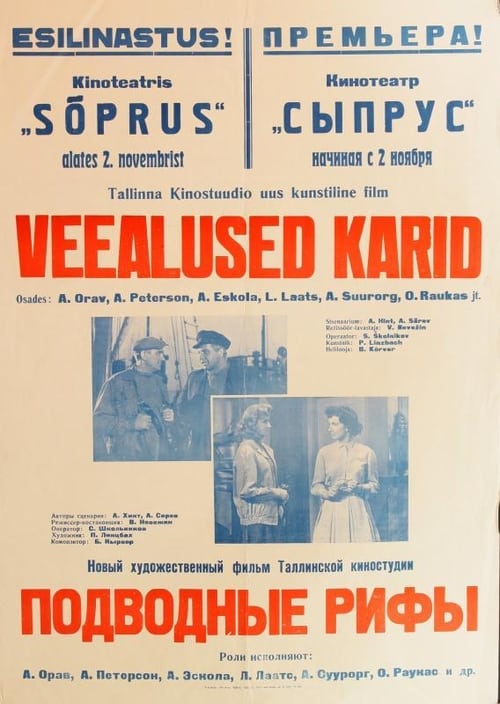 ESILINASTUS!
Kinoteatris
„SÕPRUS“
alates 2. novembrist
ПРЕМЬЕРА!
Кинотеатр
„СЫПРУС“
начиная с 2 ноября
Tallinna Kinostuudio uus kunstiline film
VEEALUSED KARID
Osades: A. Orav, A. Peterson, A. Eskola, L. Laats, A. Suurorg, O. Raukas jt.
Stsenaarium: A. Hint, A. Särev
Režissöör-lavastaja: V. Nevežin
Operaator: S. Školnikov
Kunstnik: P. Linzbach
Helilooja: B. Kõrver
Авторы сценария: А. Хинт, А. Сярев
Режиссер-постановщик: В. Невежин
Оператор: С. Школьников
Художник: П. Линцбах
Композитор: Б. Кырвер
Новый художественный фильм Таллинской киностудии
ПОДВОДНЫЕ РИФЫ
Роли исполняют:
А. Орав, А. Петерсон, А. Эскола, Л. Лаатс, А. Суурорг, О. Раукас и др.